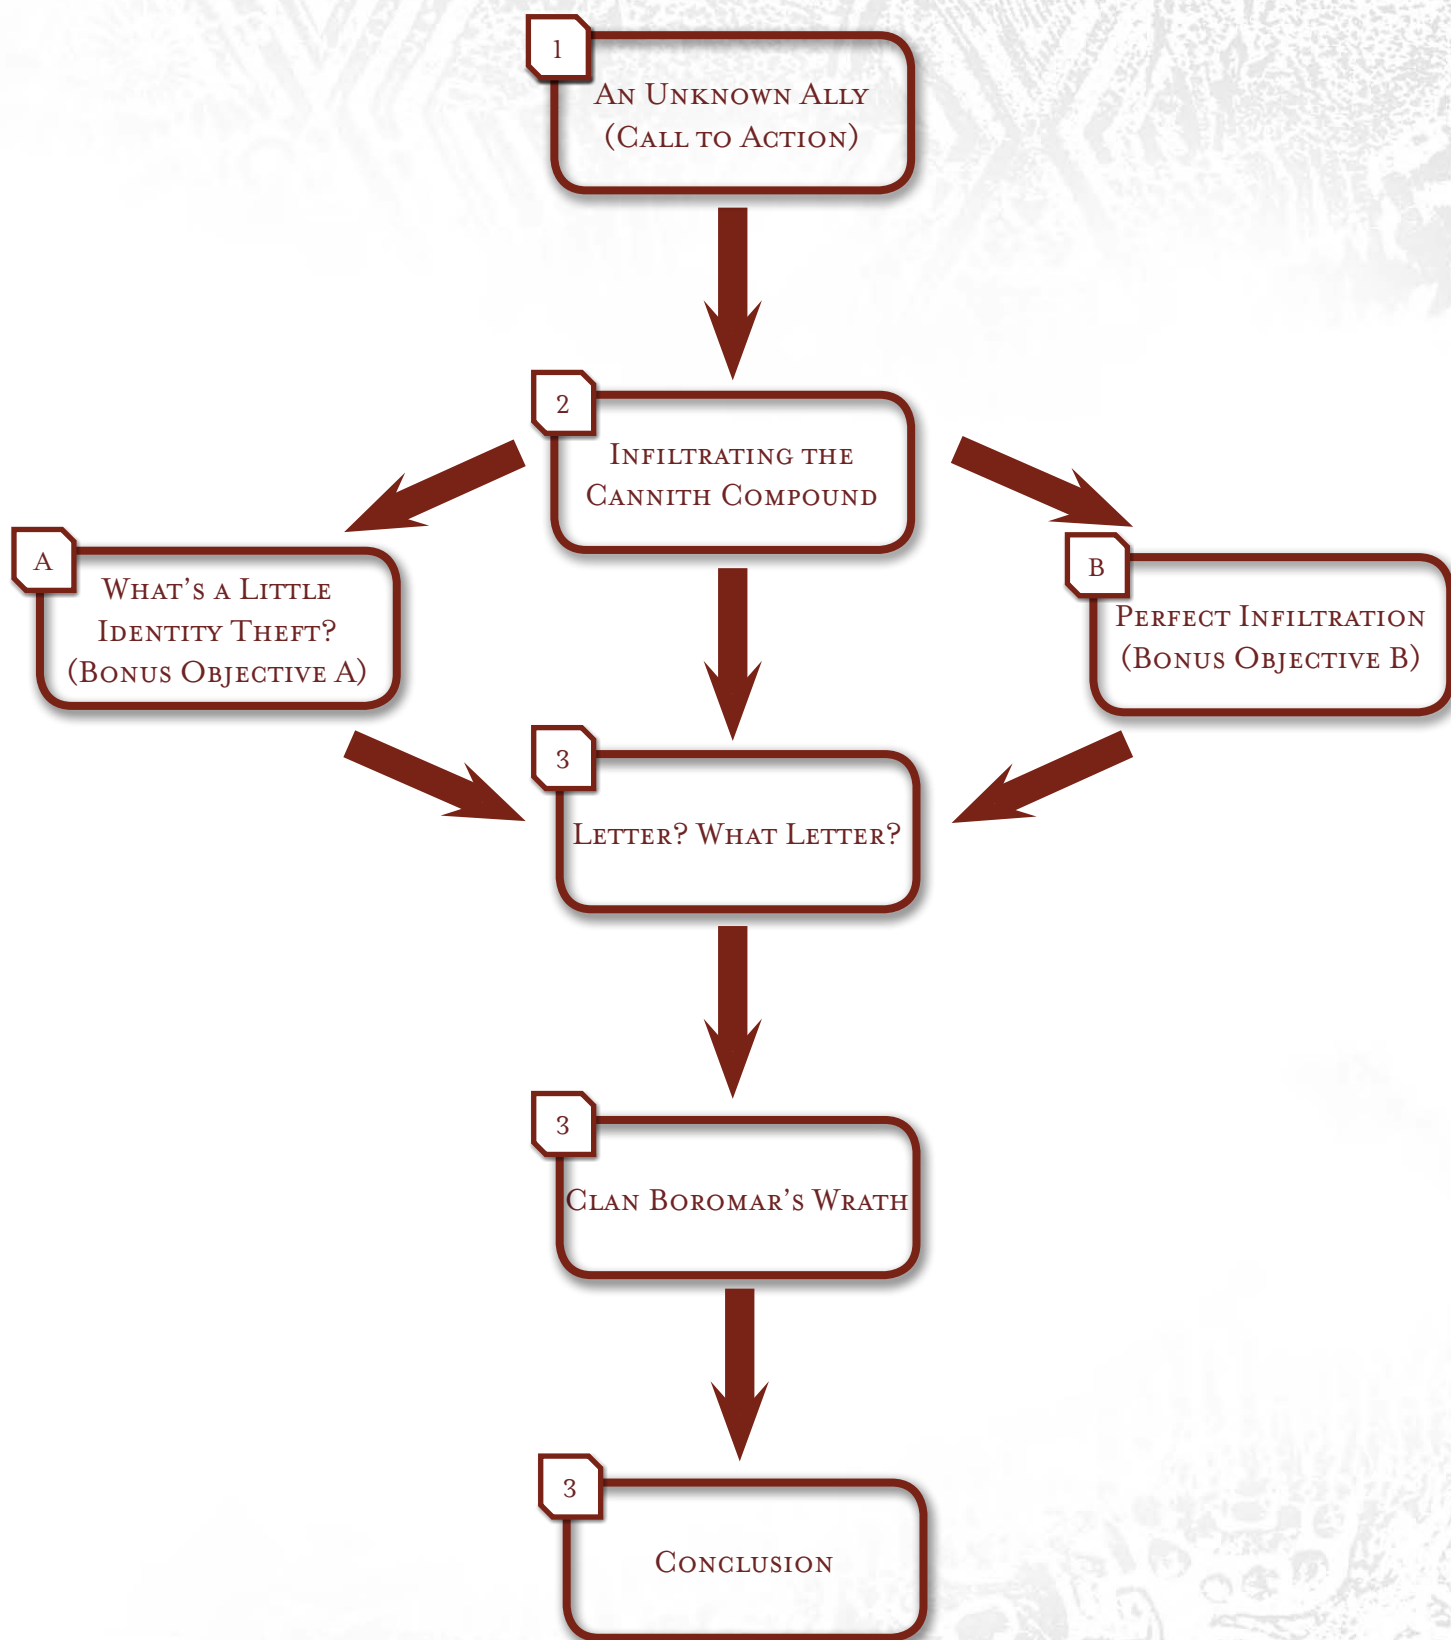 1
An Unknown Ally
(Call to Action)
2
Infiltrating the
Cannith Compound
A
What's a Little
Identity Theft?
(Bonus Objective A)
B
Perfect Infiltration
(Bonus Objective B)
3
Letter? What Letter?
3
Clan Boromar's Wrath
3
Conclusion